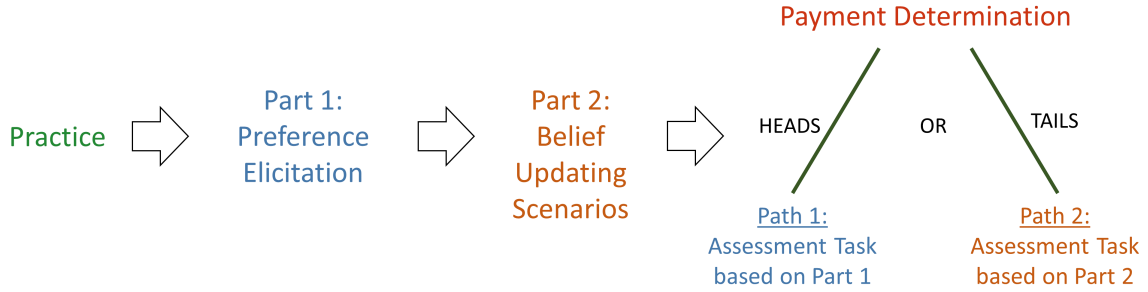 Practice
Part 1:
Preference
Elicitation
Part 2:
Belief
Updating
Scenarios
Payment Determination
HEADS
OR
TAILS
Path 1:
Assessment Task
based on Part 1
Path 2:
Assessment Task
based on Part 2